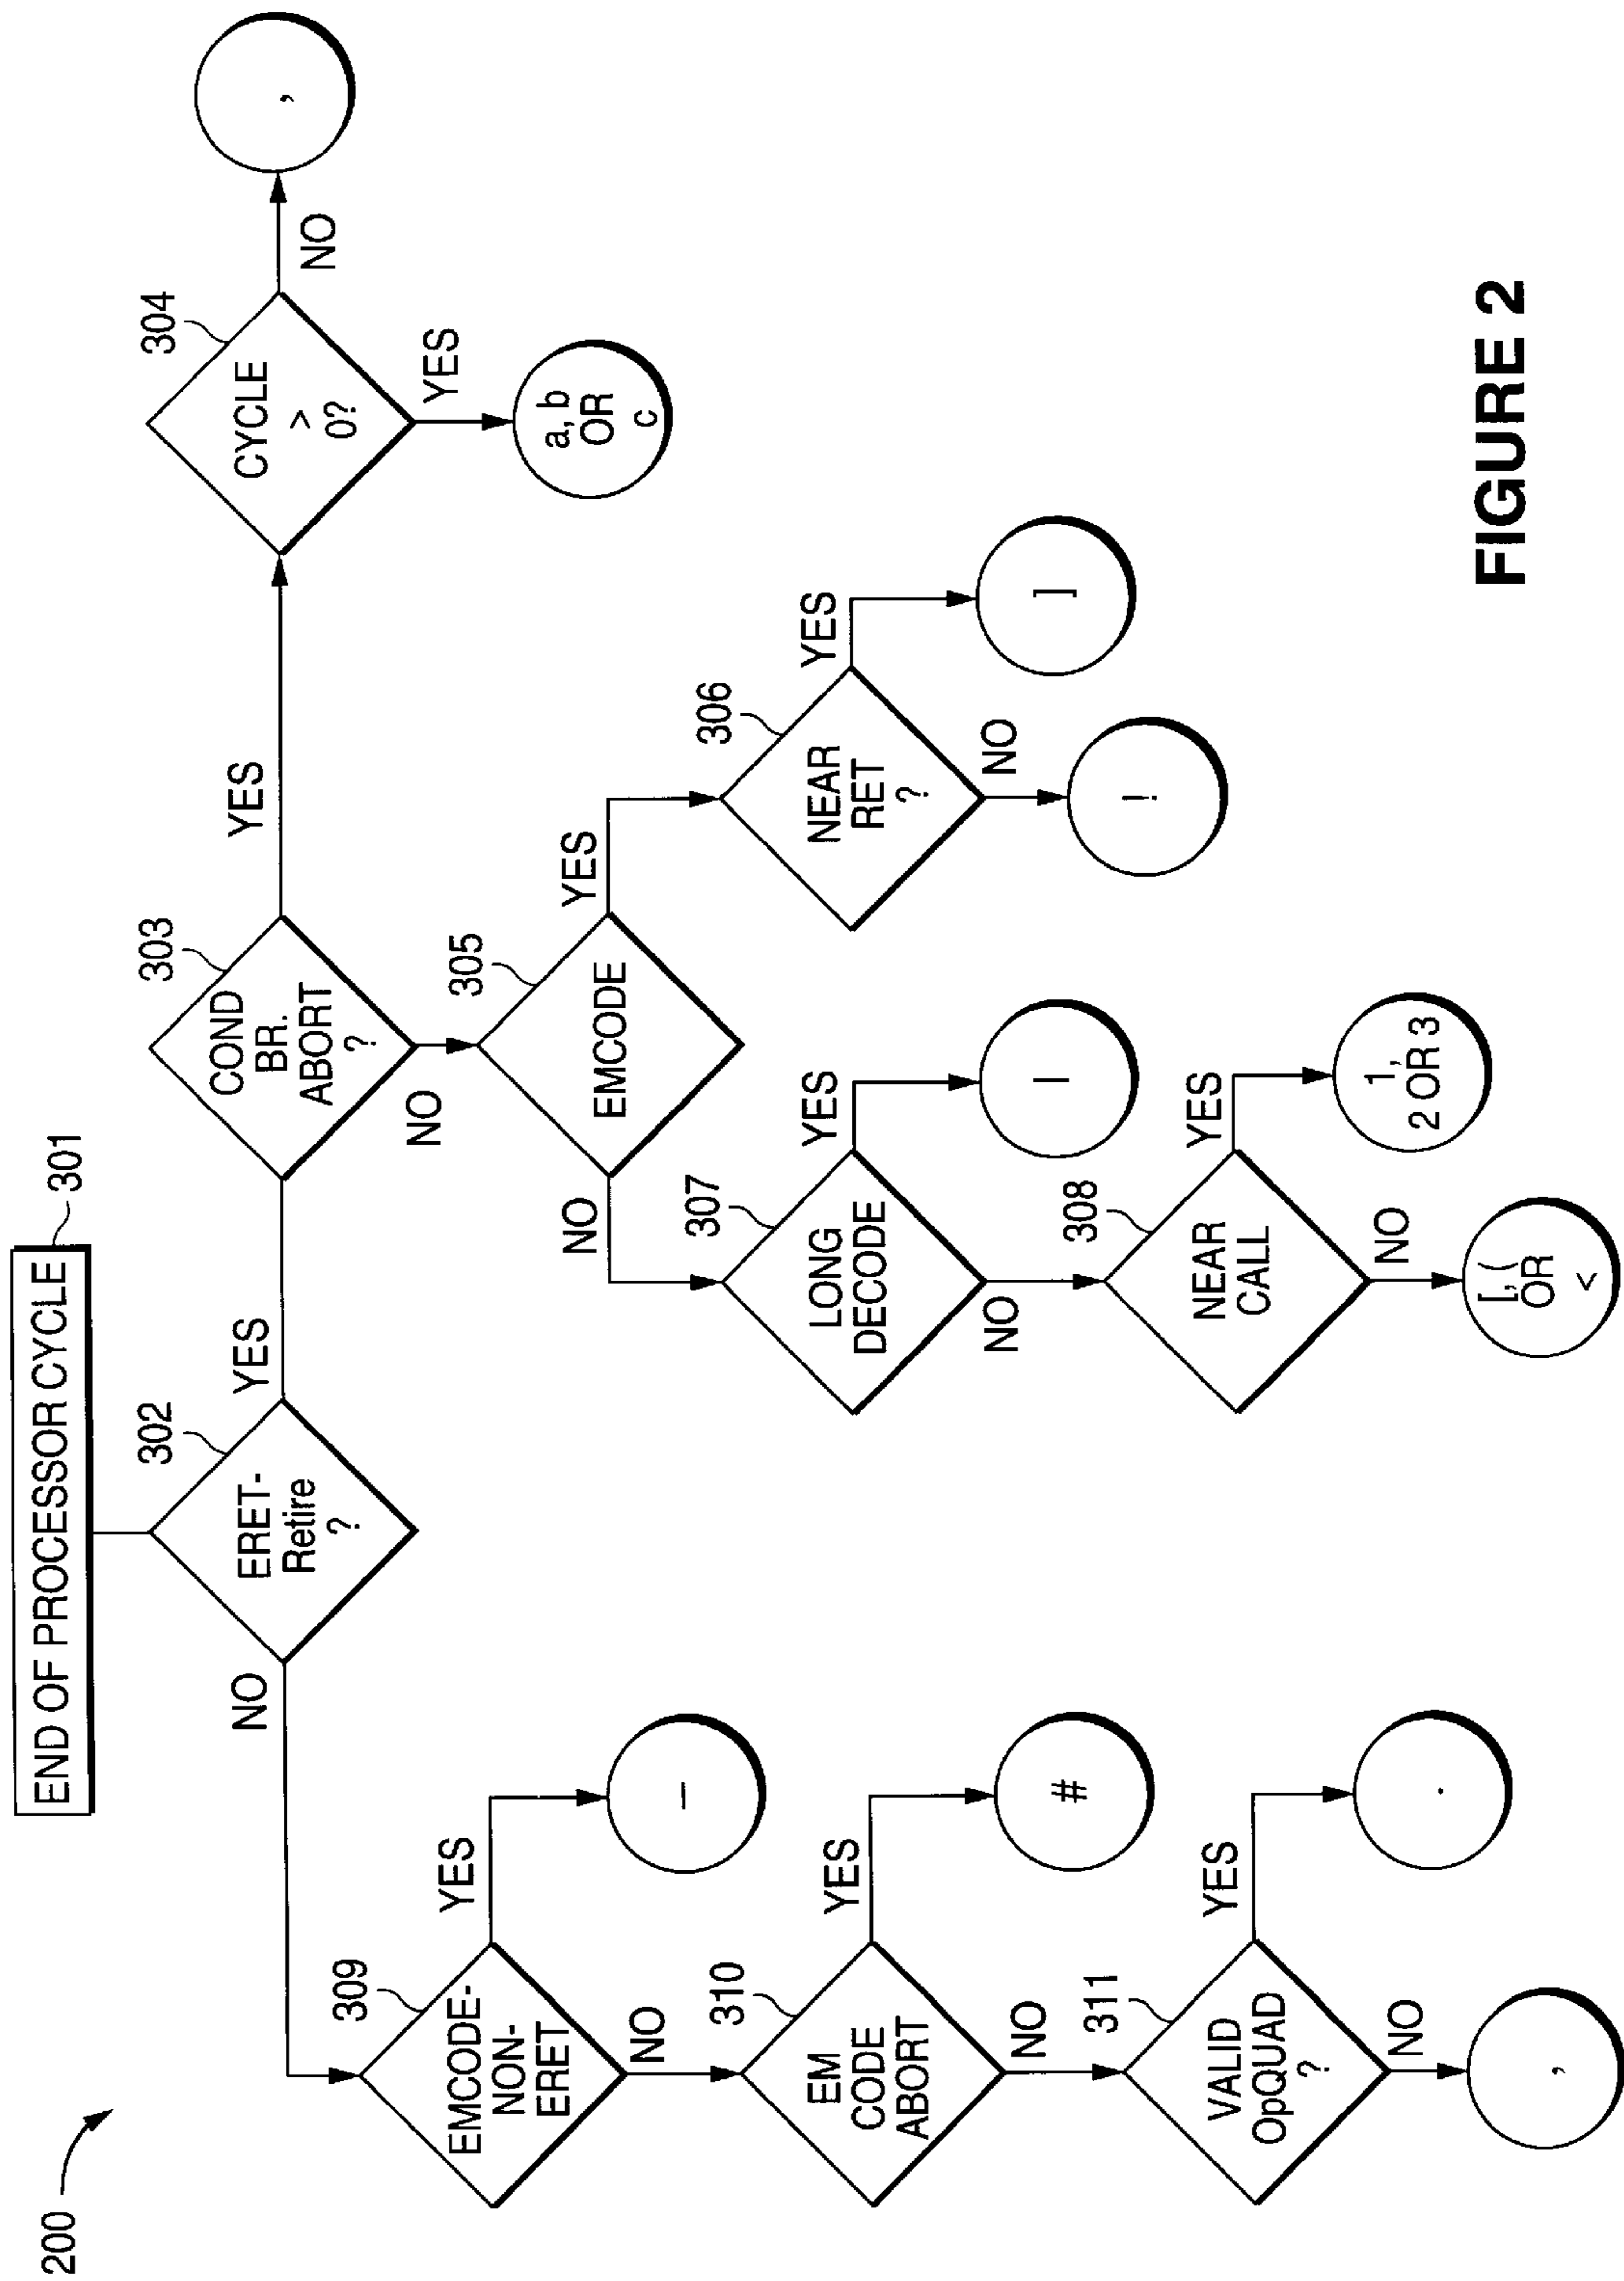 200
END OF PROCESSOR CYCLE
301
302
ERET-
Retire
?
NO
YES
303
COND
BR.
ABORT
?
YES
NO
304
CYCLE
>
0?
NO
,
YES
a, b
OR
c
305
EMCODE
YES
NO
306
NEAR
RET
?
YES
]
NO
!
307
LONG
DECODE
YES
|
NO
308
NEAR
CALL
YES
1,
2 OR 3
NO
[,(
OR
<
309
EMCODE-
NON-
ERET
YES
–
NO
310
EM
CODE
ABORT
YES
#
NO
311
VALID
OpQUAD
?
YES
.
NO
,
FIGURE 2